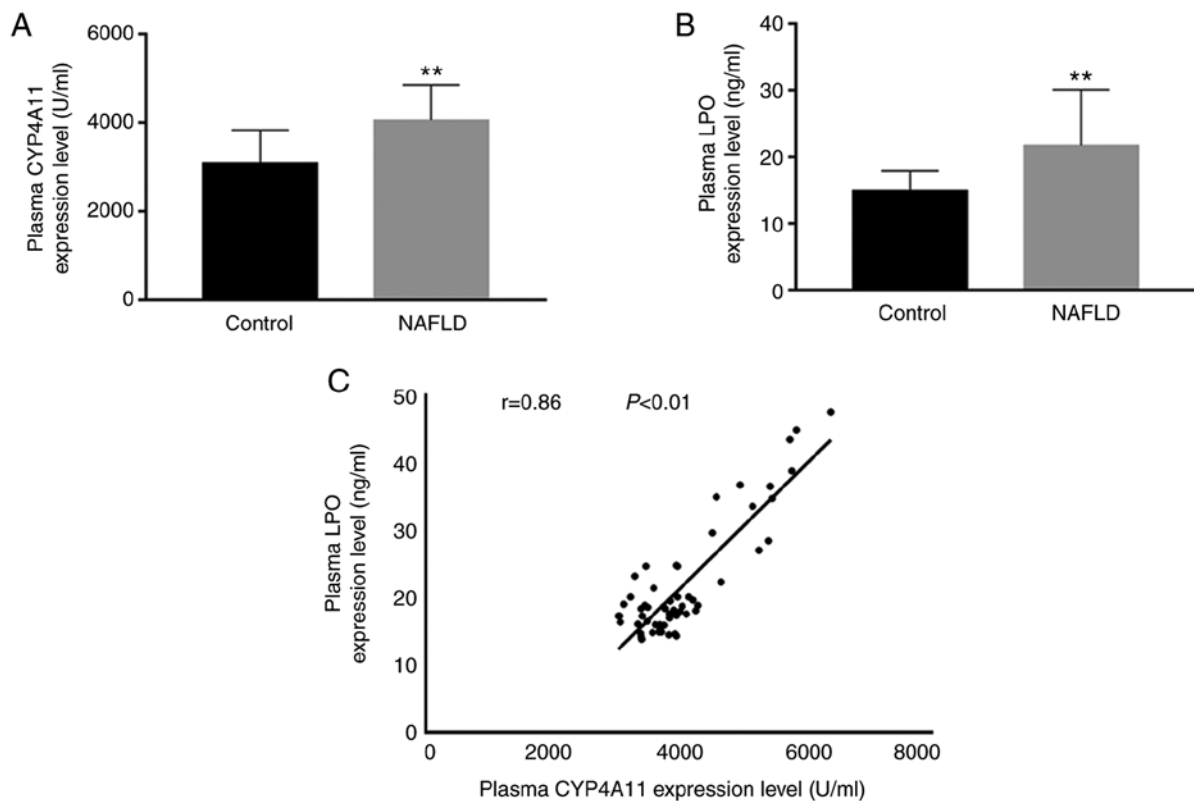 A
Plasma CYP4A11
expression level (U/ml)
6000
4000
2000
0
**
Control
NAFLD
B
Plasma LPO
expression level (ng/ml)
40
30
20
10
0
**
Control
NAFLD
C
r=0.86
P<0.01
Plasma LPO
expression level (ng/ml)
50
40
30
20
10
0
0
2000
4000
6000
8000
Plasma CYP4A11 expression level (U/ml)